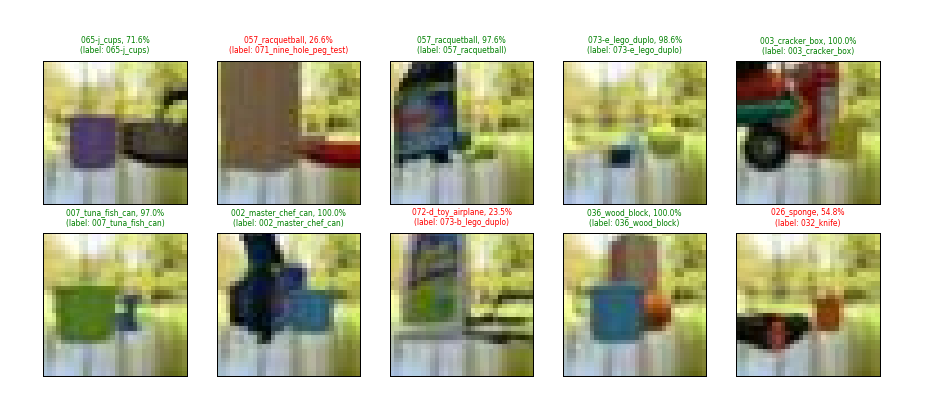 065-j_cups, 71.6%
(label: 065-j_cups)
057_racquetball, 26.6%
(label: 071_nine_hole_peg_test)
057_racquetball, 97.6%
(label: 057_racquetball)
073-e_lego_duplo, 98.6%
(label: 073-e_lego_duplo)
003_cracker_box, 100.0%
(label: 003_cracker_box)
007_tuna_fish_can, 97.0%
(label: 007_tuna_fish_can)
002_master_chef_can, 100.0%
(label: 002_master_chef_can)
072-d_toy_airplane, 23.5%
(label: 073-b_lego_duplo)
036_wood_block, 100.0%
(label: 036_wood_block)
026_sponge, 54.8%
(label: 032_knife)